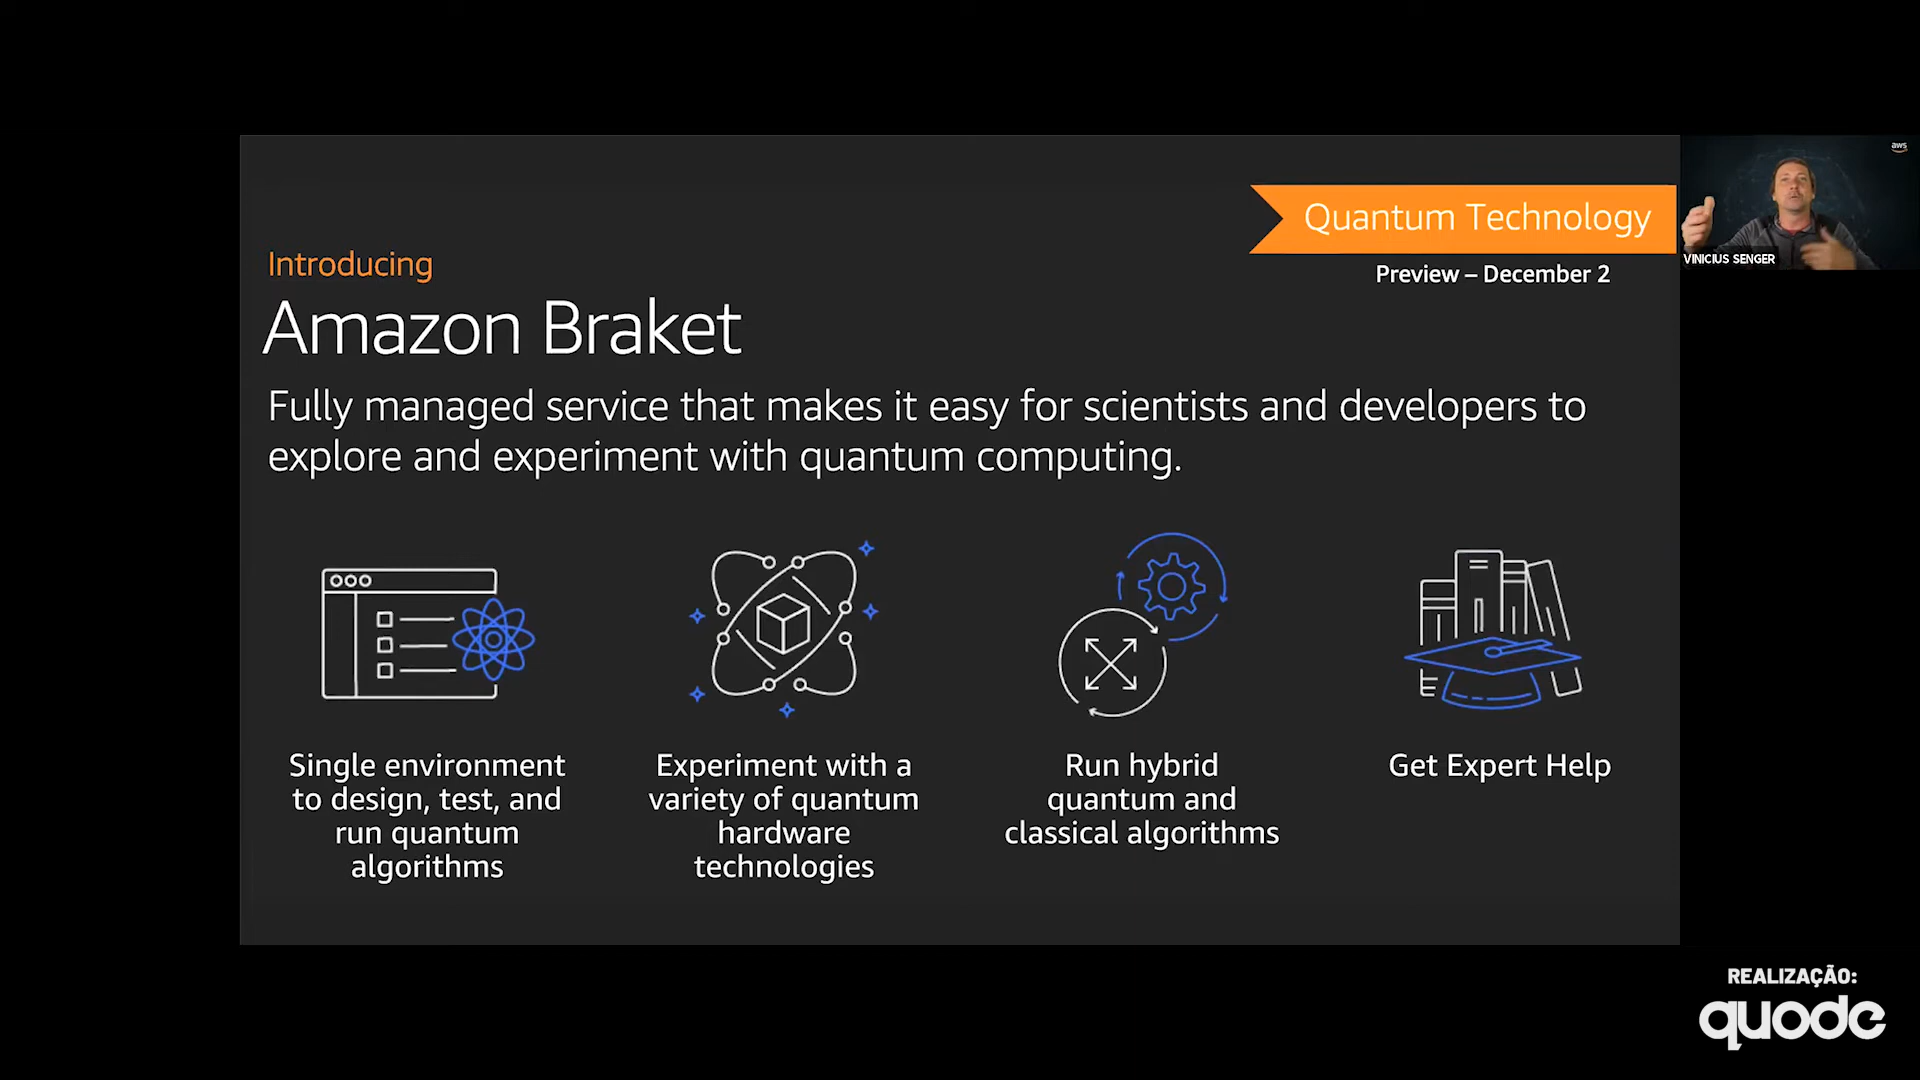 Quantum Technology
Preview – December 2
Introducing
Amazon Braket
Fully managed service that makes it easy for scientists and developers to
explore and experiment with quantum computing.
Single environment
to design, test, and
run quantum
algorithms
Experiment with a
variety of quantum
hardware
technologies
Run hybrid
quantum and
classical algorithms
Get Expert Help
aws
VINICIUS SENGER
REALIZAÇÃO:
quode